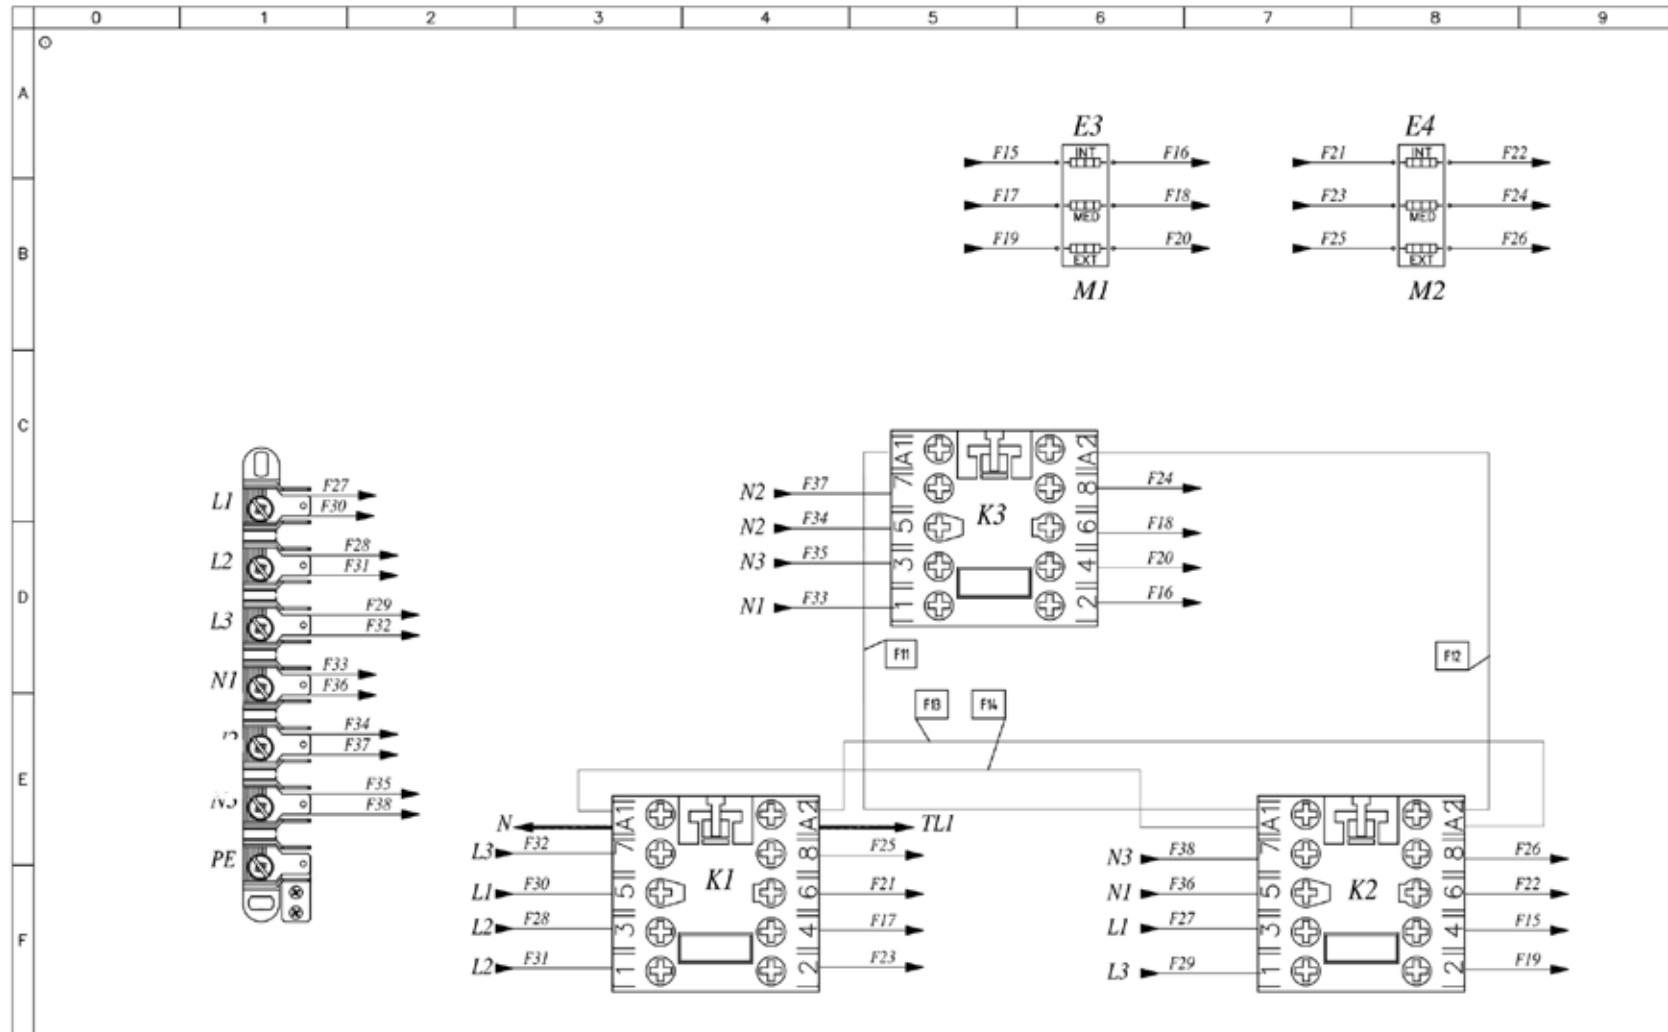 0 1 2 3 4 5 6 7 8 9
A
E3 E4
F15 INT F16 F21 INT F22
F17 MED F18 F23 MED F24
F19 EXT F20 F25 EXT F26
B
M1 M2
C
A1 A2
L1 F27
F30
N2 F37 7 8 F24
K3
N2 F34 5 6 F18
L2 F28
F31
N3 F35 3 4 F20
D
N1 F33 1 2 F16
L3 F29
F32
F11 F12
N1 F33
F36
F13 F14
F34
F37
E
F35
F38
A1 A2 A1 A2
N TL1
L3 F32 7 8 F25 N3 F38 7 8 F26
PE
K1 K2
L1 F30 5 6 F21 N1 F36 5 6 F22
L2 F28 3 4 F17 L1 F27 3 4 F15
F
L2 F31 1 2 F23 L3 F29 1 2 F19